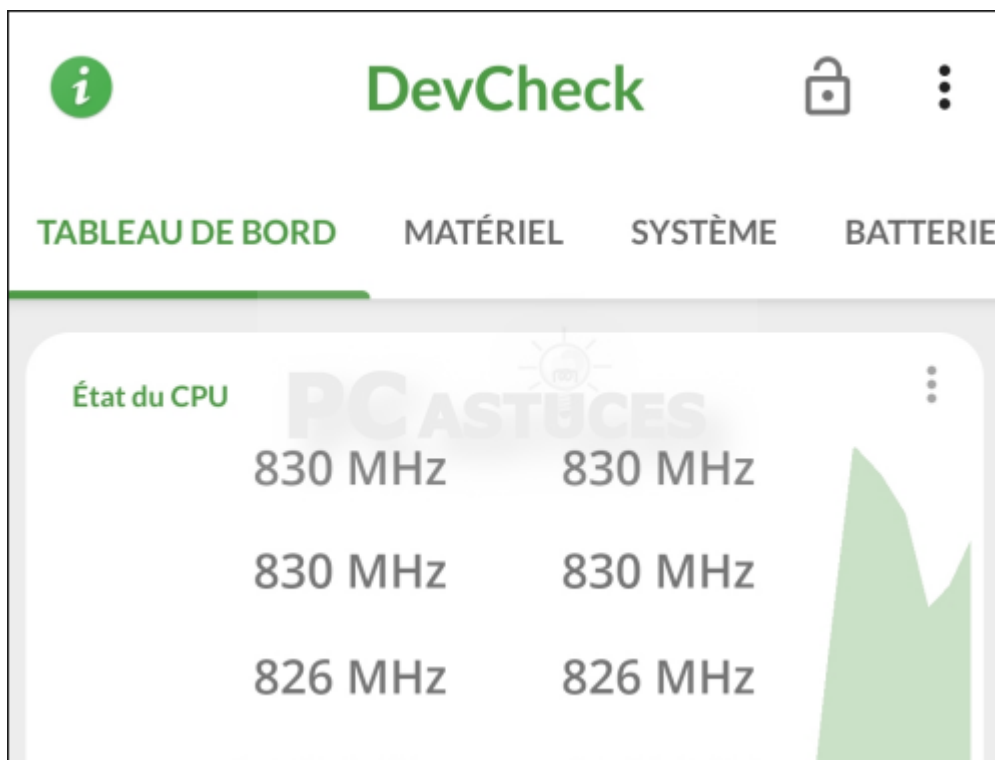 DevCheck
TABLEAU DE BORD MATÉRIEL SYSTÈME BATTERIE
État du CPU
PC ASTUCES
830 MHz 830 MHz
830 MHz 830 MHz
826 MHz 826 MHz